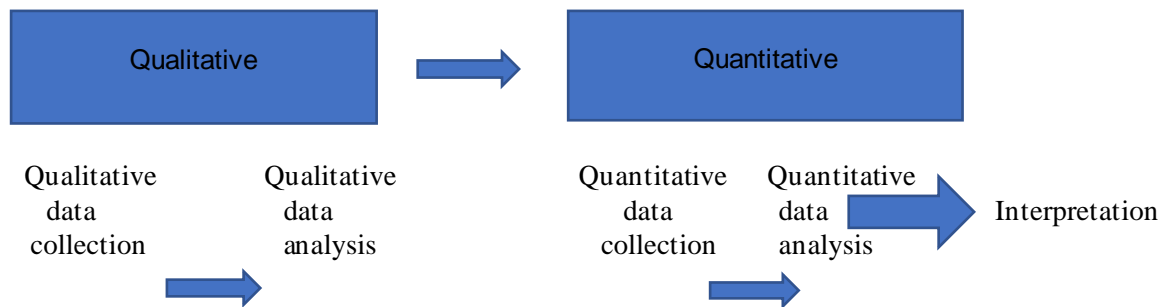 Qualitative
Quantitative
Qualitative
data
collection
Qualitative
data
analysis
Quantitative
data
collection
Quantitative
data
analysis
Interpretation